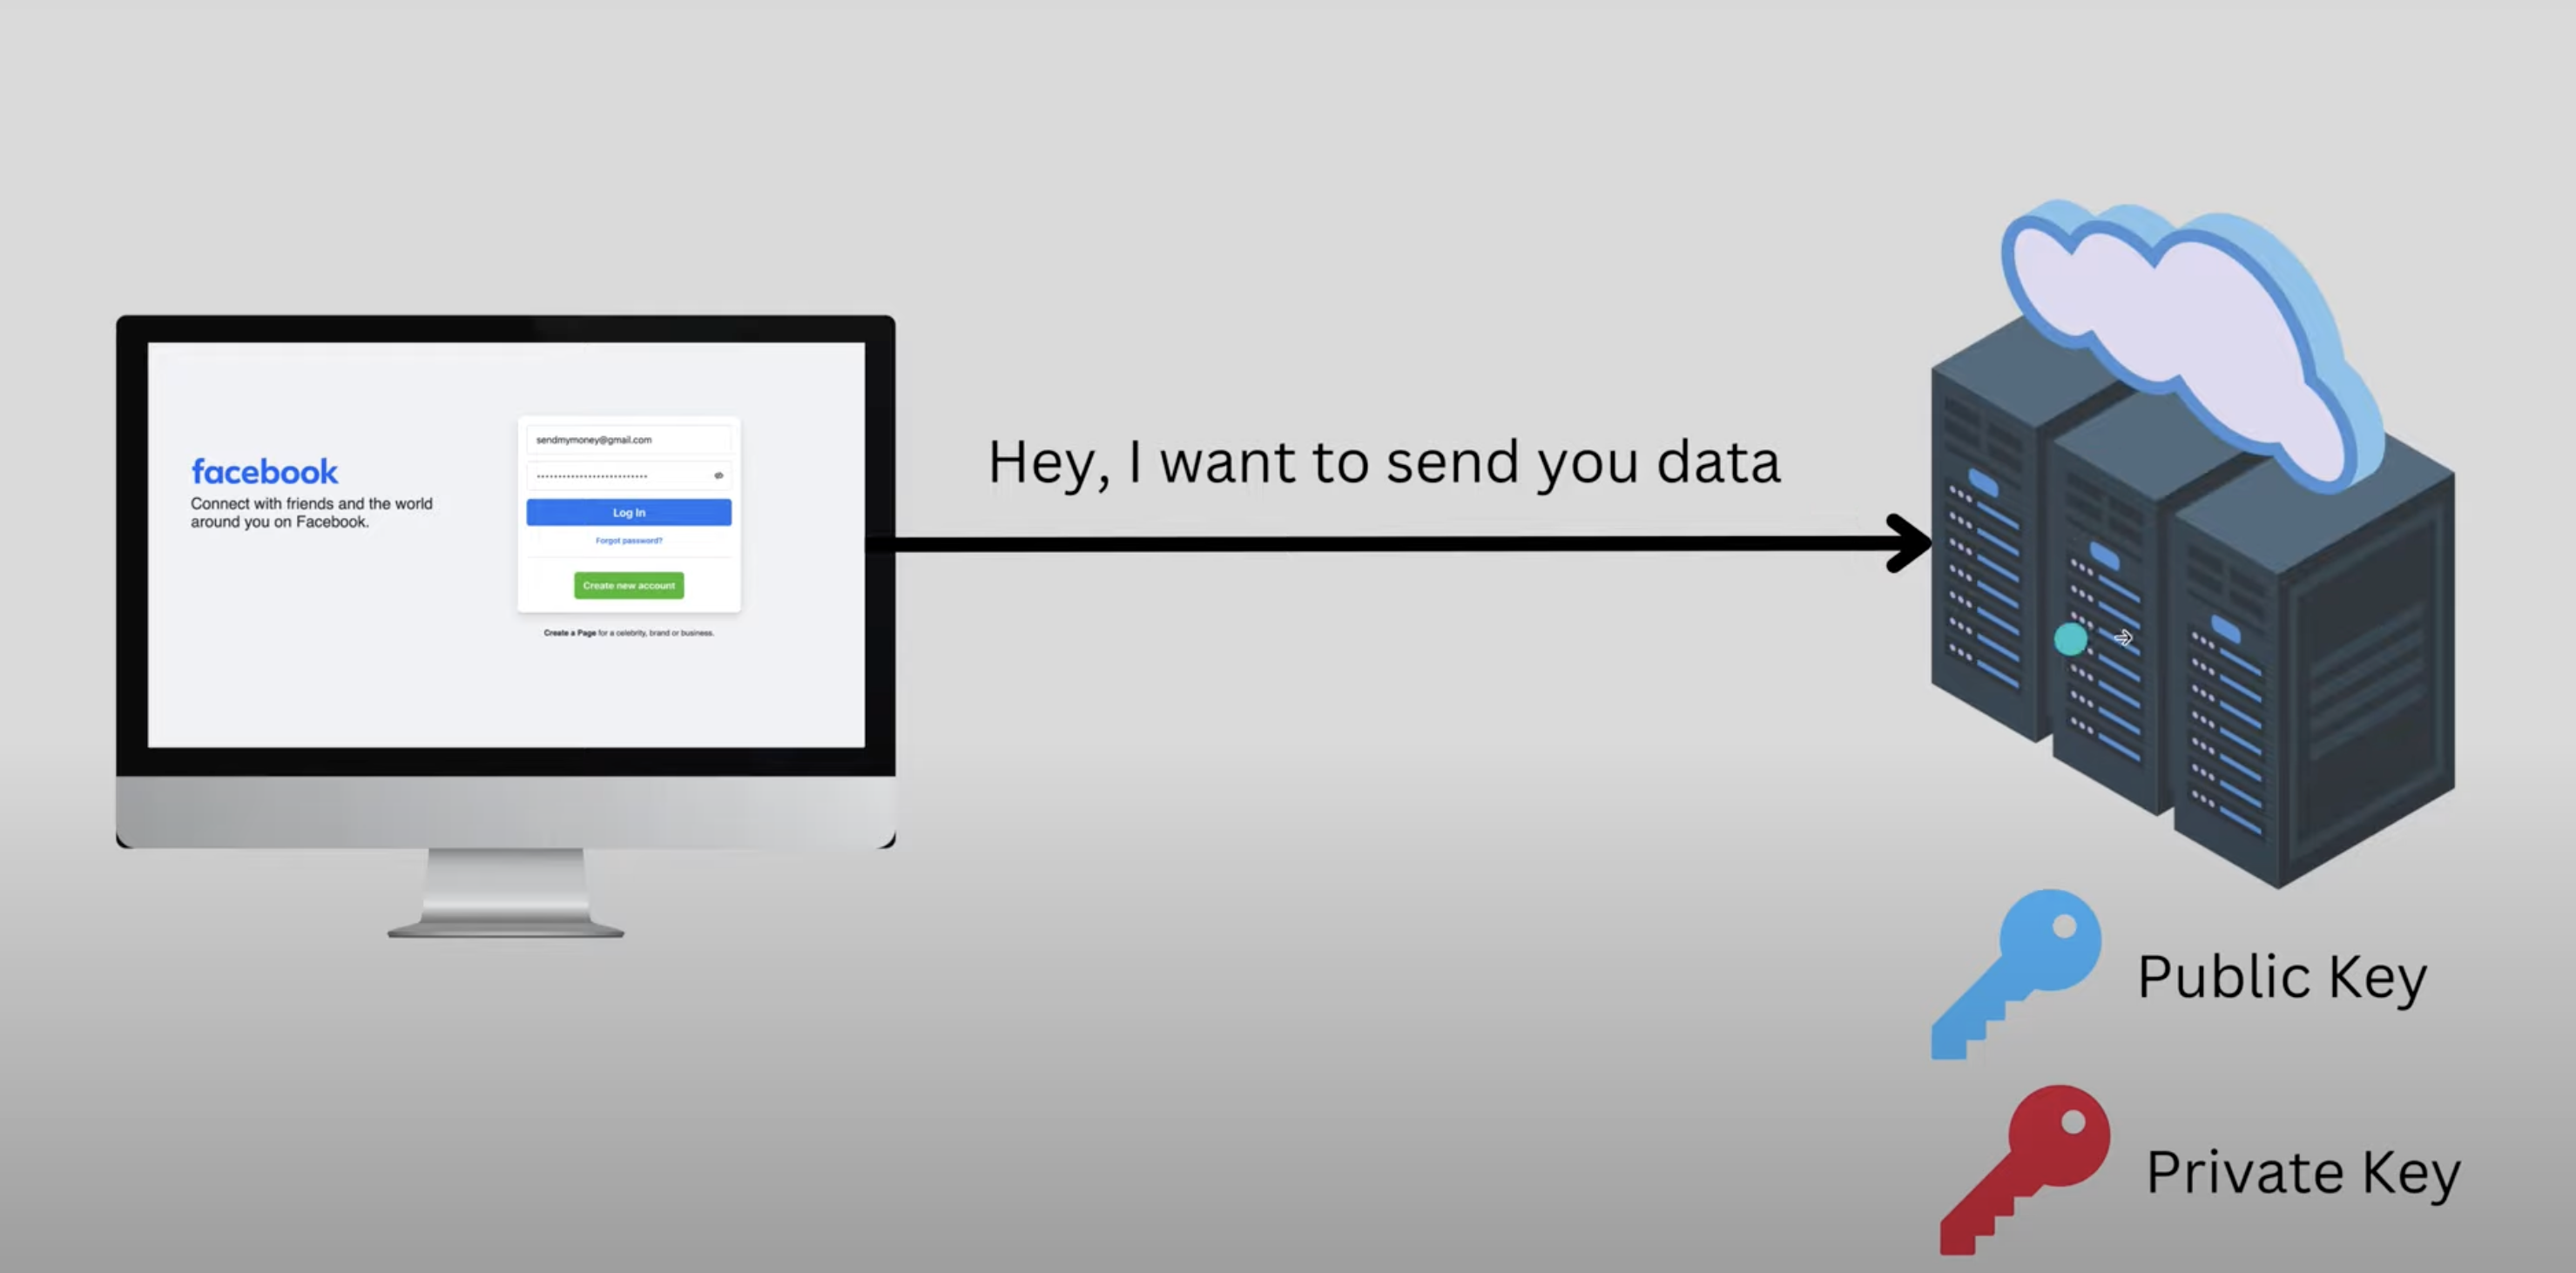 facebook
Connect with friends and the world
around you on Facebook.
sendmymoney@gmail.com
Log In
Forgot password?
Create new account
Create a Page for a celebrity, brand or business.
Hey, I want to send you data
Public Key
Private Key